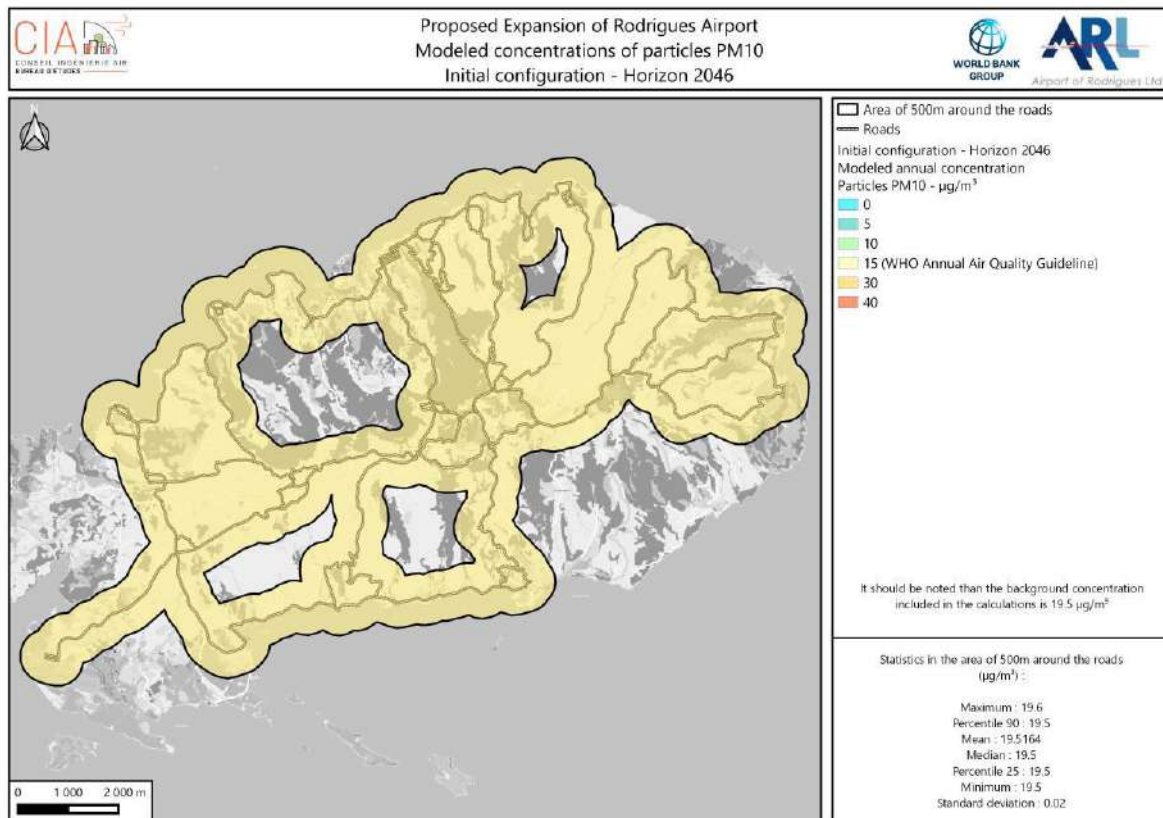 CIA
CONSEIL INGENIERIE AIR
BUREAU D'ETUDES
Proposed Expansion of Rodrigues Airport
Modeled concentrations of particles PM10
Initial configuration - Horizon 2046
WORLD BANK
GROUP
ARL
Airport of Rodrigues Ltd
N
Area of 500m around the roads
Roads
Initial configuration - Horizon 2046
Modeled annual concentration
Particles PM10 - µg/m³
0
5
10
15 (WHO Annual Air Quality Guideline)
30
40
It should be noted than the background concentration
included in the calculations is 19.5 µg/m³
Statistics in the area of 500m around the roads
(µg/m³) :
Maximum : 19.6
Percentile 90 : 19.5
Mean : 19.5164
Median : 19.5
Percentile 25 : 19.5
Minimum : 19.5
Standard deviation : 0.02
0 1 000 2 000 m